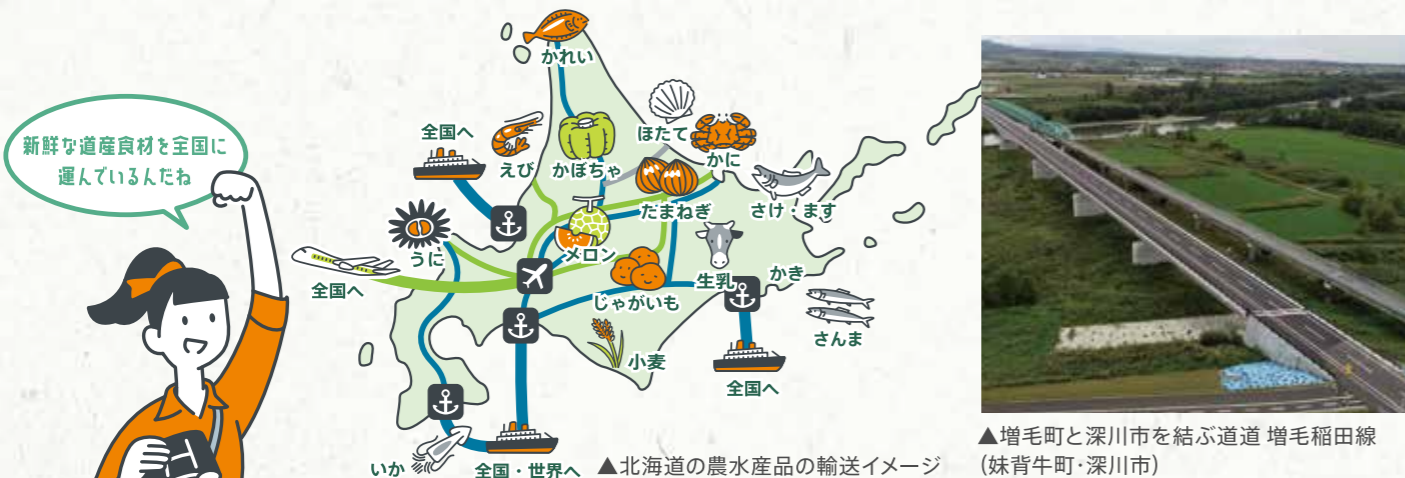 新鮮な道産食材を全国に
運んでいるんだね
かれい
全国へ
えび
かぼちゃ
ほたて
かに
たまねぎ
さけ・ます
うに
メロン
全国へ
じゃがいも
生乳
かき
さんま
小麦
全国へ
いか
全国・世界へ
▲北海道の農水産品の輸送イメージ
▲増毛町と深川市を結ぶ道道 増毛稲田線
(妹背牛町・深川市)